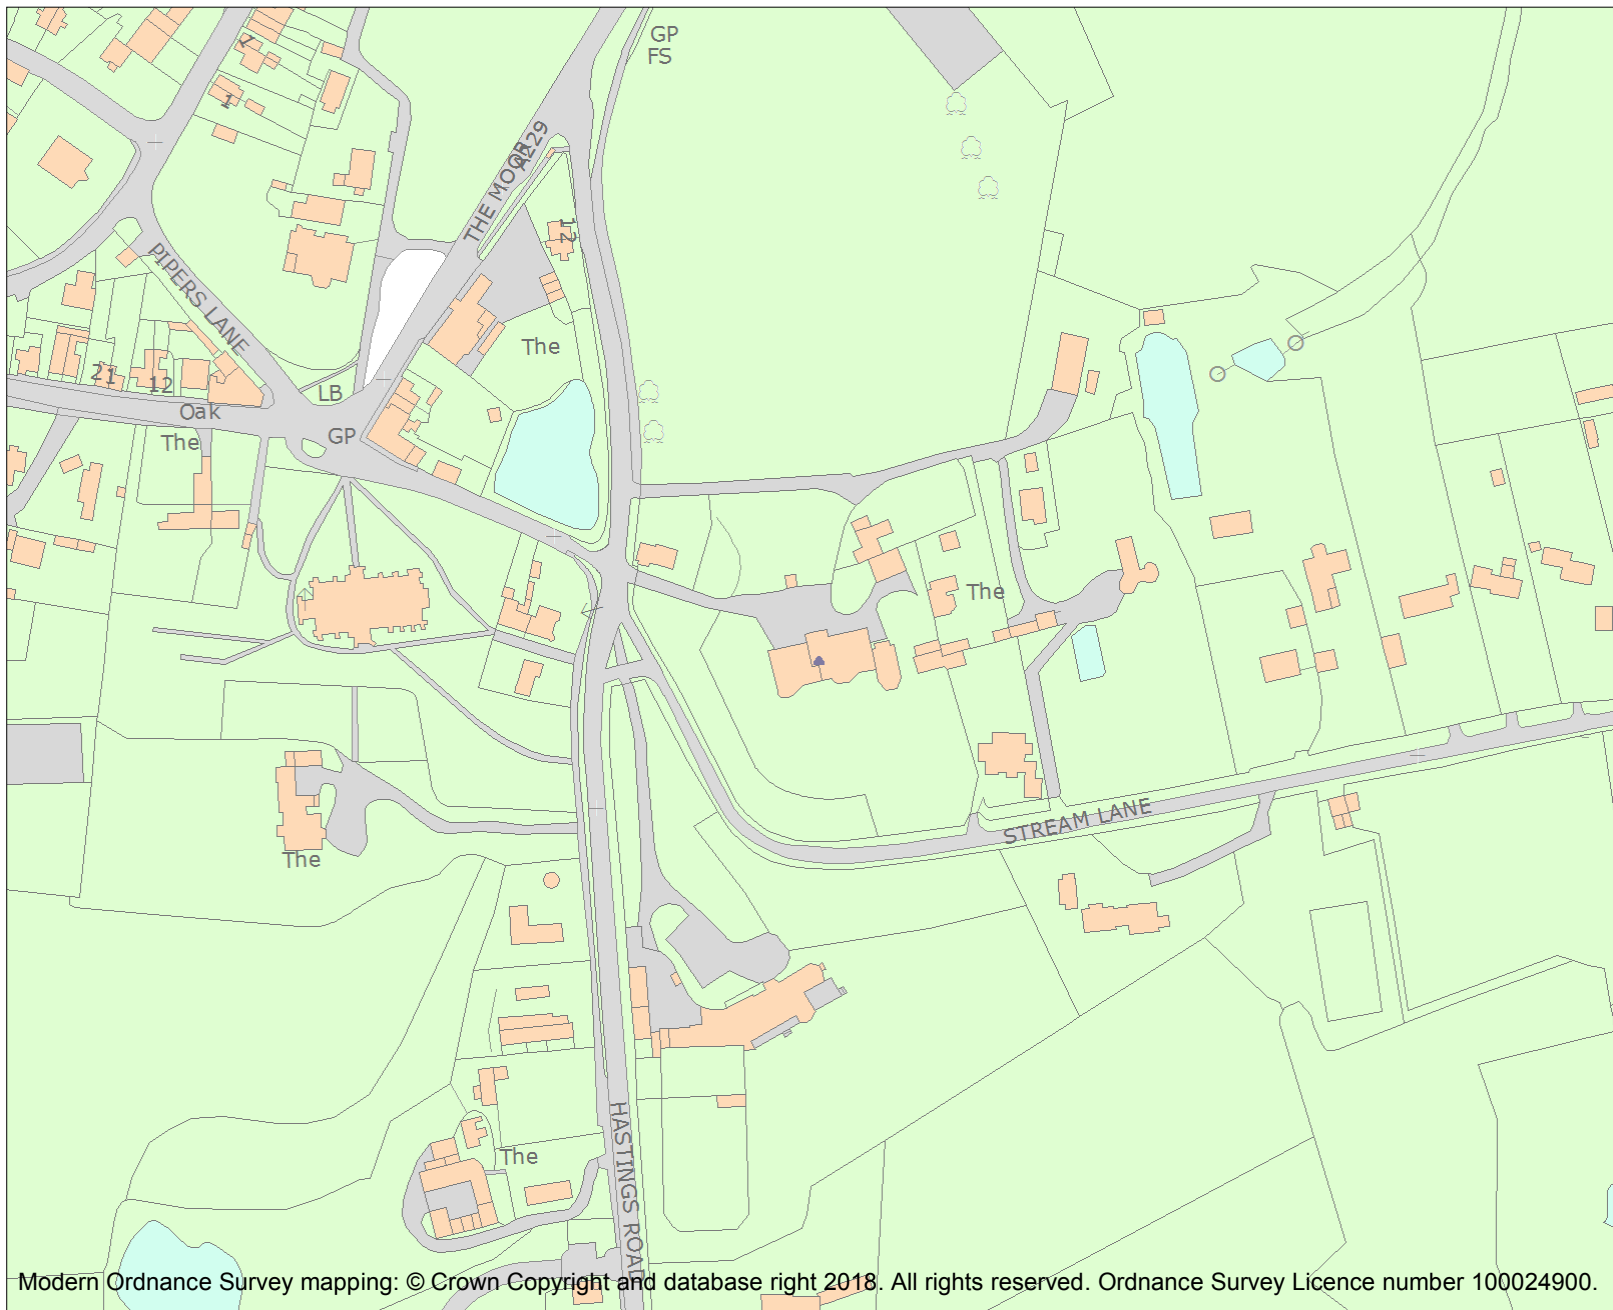 GP
FS
1
1
THE MOOR
A229
12
PIPERS LANE
The
21
12
LB
Oak
The
GP
The
STREAM LANE
The
The
HASTINGS ROAD
Modern Ordnance Survey mapping: © Crown Copyright and database right 2018. All rights reserved. Ordnance Survey Licence number 100024900.